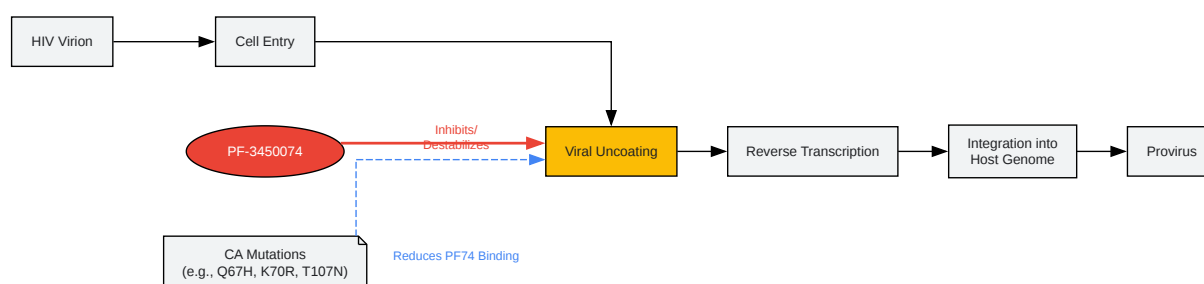 HIV Virion
Cell Entry
PF-3450074
Inhibits/
Destabilizes
Viral Uncoating
Reverse Transcription
Integration into
Host Genome
Provirus
CA Mutations
(e.g., Q67H, K70R, T107N)
Reduces PF74 Binding